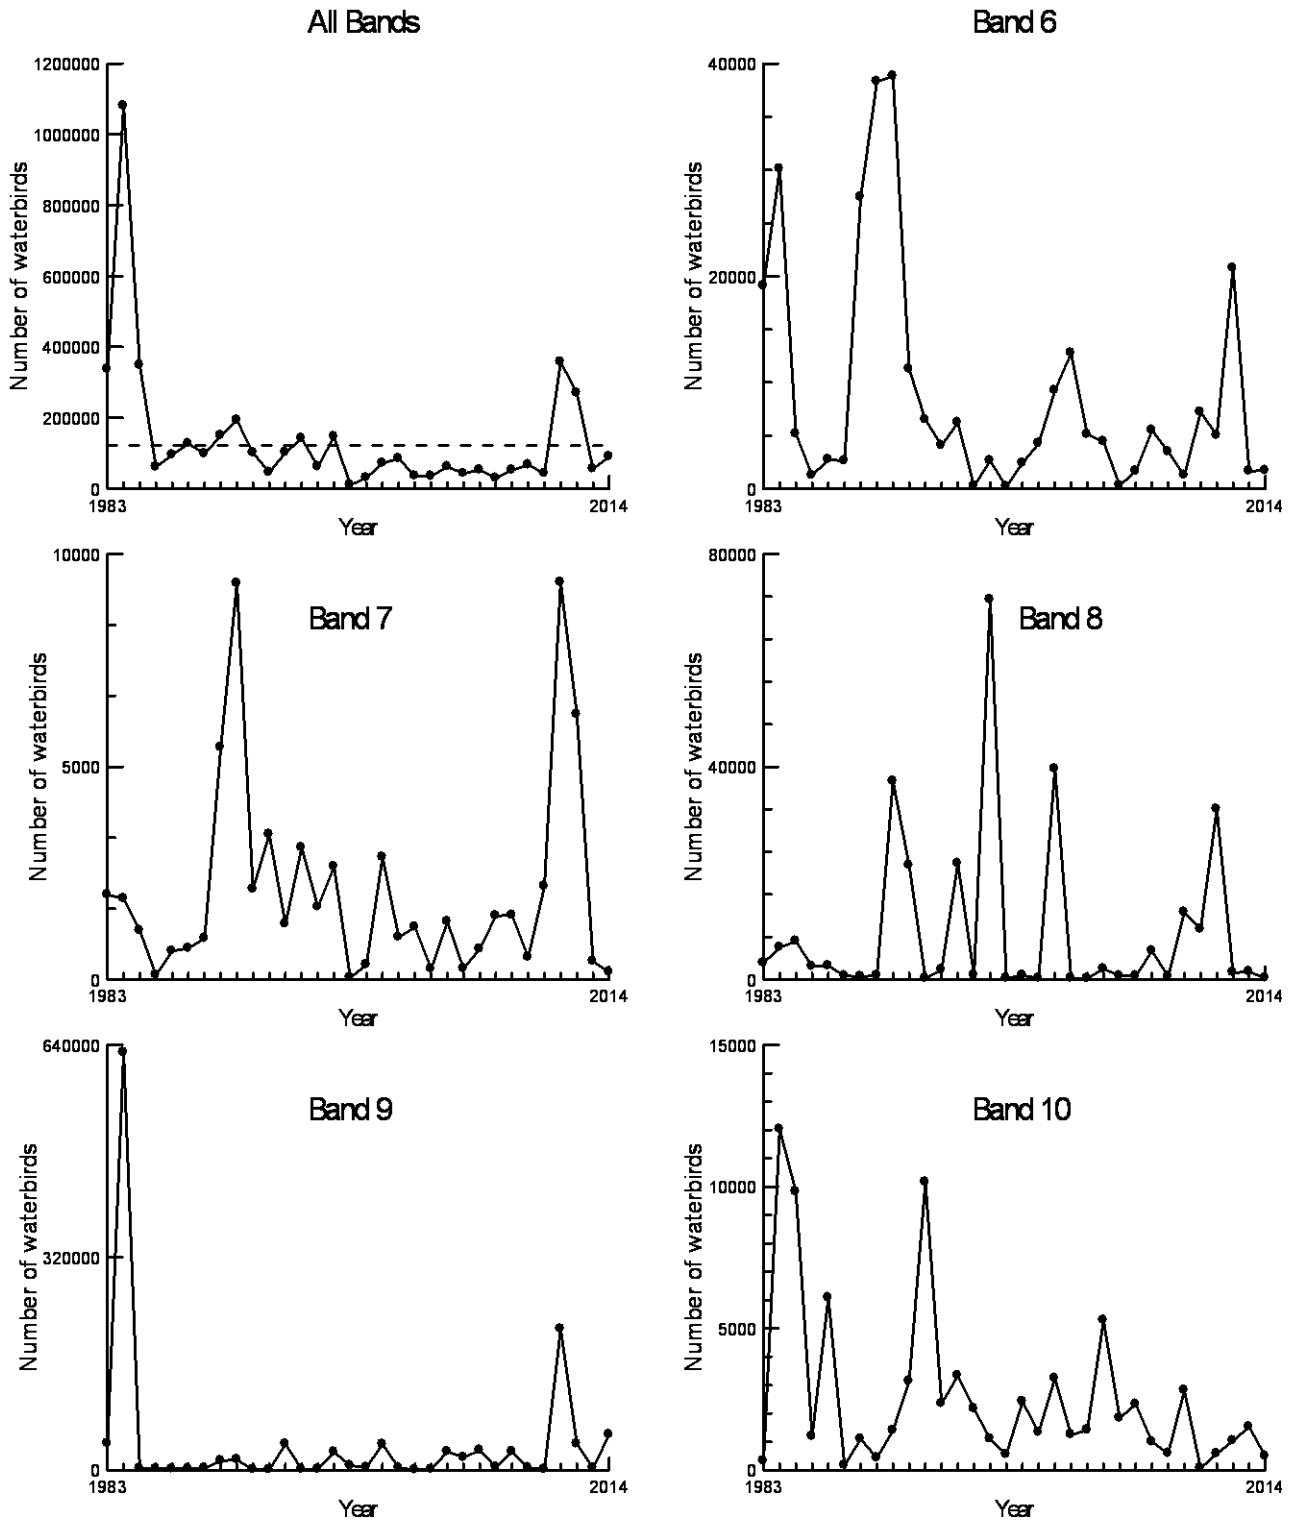 All Bands
Number of waterbirds
1200000
1000000
800000
600000
400000
200000
0
1983
2014
Year
Band 6
Number of waterbirds
40000
20000
0
1983
2014
Year
Band 7
Number of waterbirds
10000
5000
0
1983
2014
Year
Band 8
Number of waterbirds
80000
40000
0
1983
2014
Year
Band 9
Number of waterbirds
640000
320000
0
1983
2014
Year
Band 10
Number of waterbirds
15000
10000
5000
0
1983
2014
Year